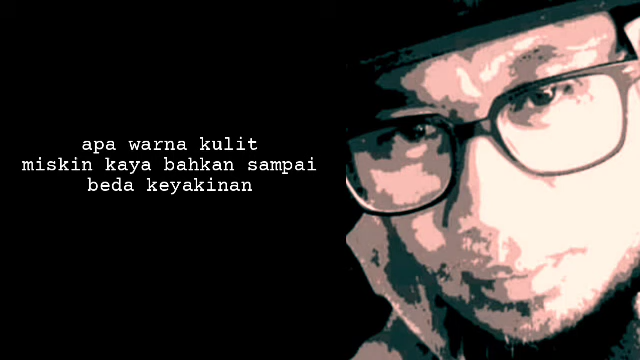 apa warna kulit
miskin kaya bahkan sampai
beda keyakinan